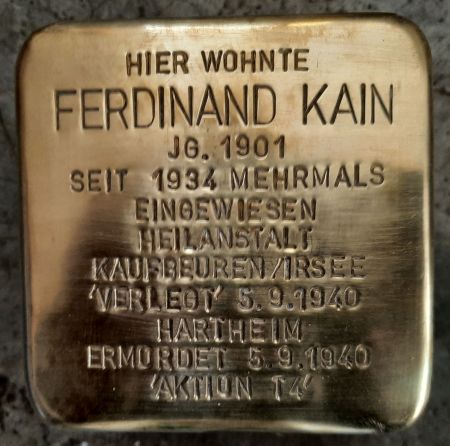 HIER WOHNTE
FERDINAND KAIN
JG. 1901
SEIT 1934 MEHRMALS
EINGEWIESEN
HEILANSTALT
KAUFBEUREN/IRSEE
'VERLEGT' 5.9.1940
HARTHEIM
ERMORDET 5.9.1940
'AKTION T4'